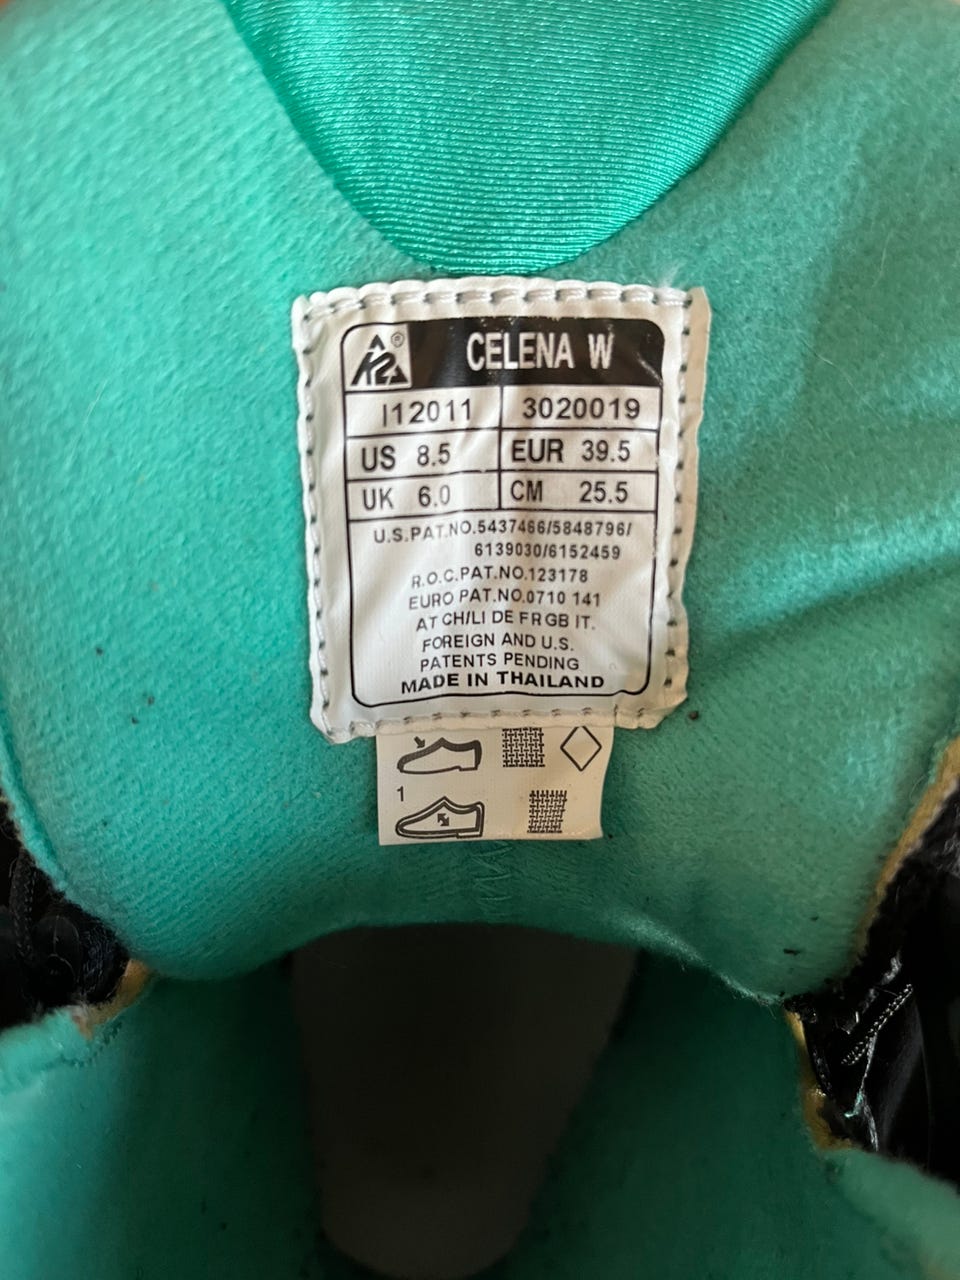 K2® CELENA W
I12011 3020019
US 8.5 EUR 39.5
UK 6.0 CM 25.5
U.S.PAT.NO.5437466/5848796/
6139030/6152459
R.O.C.PAT.NO.123178
EURO PAT.NO.0710 141
AT CH/LI DE FR GB IT.
FOREIGN AND U.S.
PATENTS PENDING
MADE IN THAILAND
1